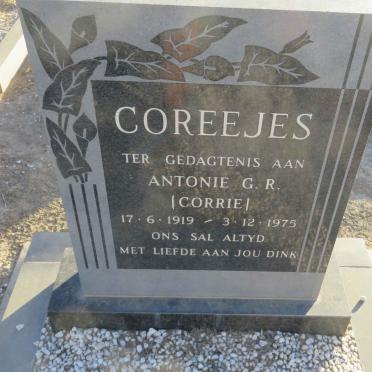 COREEJES
TER GEDAGTENIS AAN
ANTONIE G. R.
[CORRIE]
17 · 6 · 1919 - 3 · 12 · 1975
ONS SAL ALTYD
MET LIEFDE AAN JOU DINK